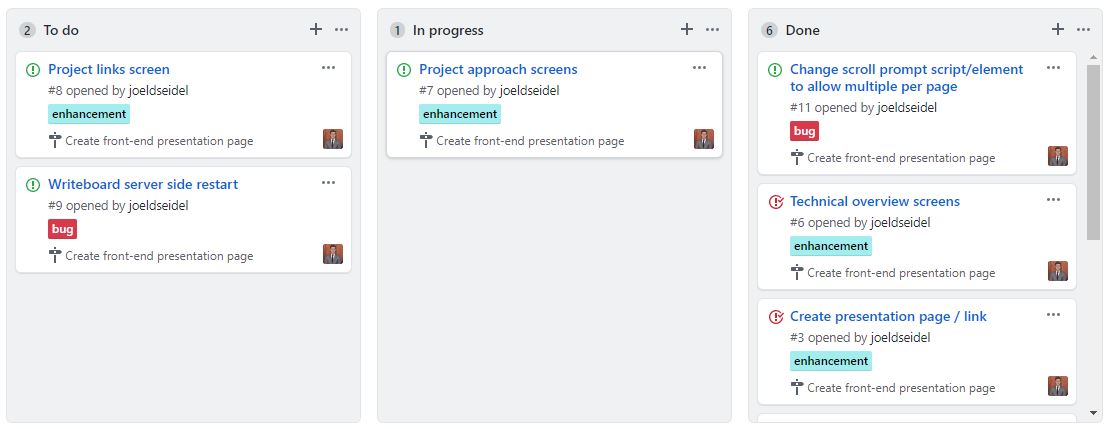 2 To do
Project links screen
#8 opened by joeldseidel
enhancement
Create front-end presentation page
Writeboard server side restart
#9 opened by joeldseidel
bug
Create front-end presentation page
1 In progress
Project approach screens
#7 opened by joeldseidel
enhancement
Create front-end presentation page
6 Done
Change scroll prompt script/element
to allow multiple per page
#11 opened by joeldseidel
bug
Create front-end presentation page
Technical overview screens
#6 opened by joeldseidel
enhancement
Create front-end presentation page
Create presentation page / link
#3 opened by joeldseidel
enhancement
Create front-end presentation page